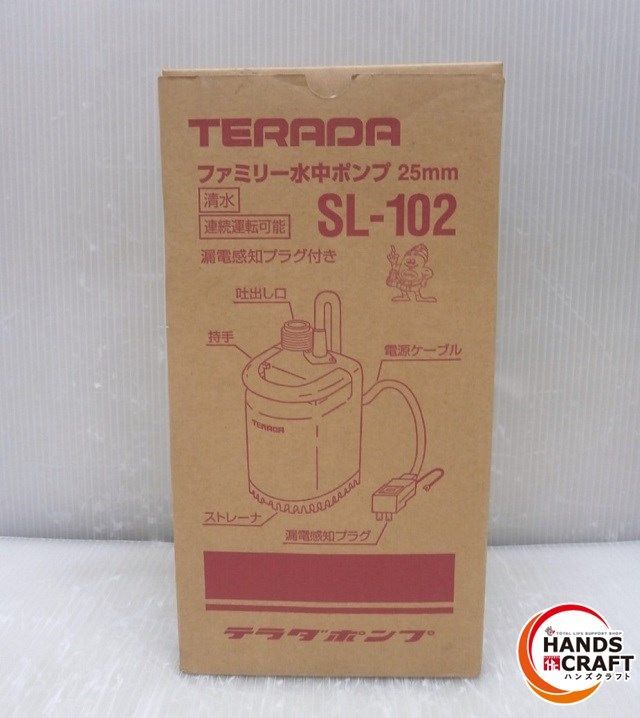 TERADA
ファミリー水中ポンプ 25mm
清水
連続運転可能
SL-102
漏電感知プラグ付き
吐出し口
持手
電源ケーブル
TERADA
ストレーナ
漏電感知プラグ
テラダポンプ
TOTAL LIFE SUPPORT SHOP
HANDS
CRAFT
ハンズクラフト